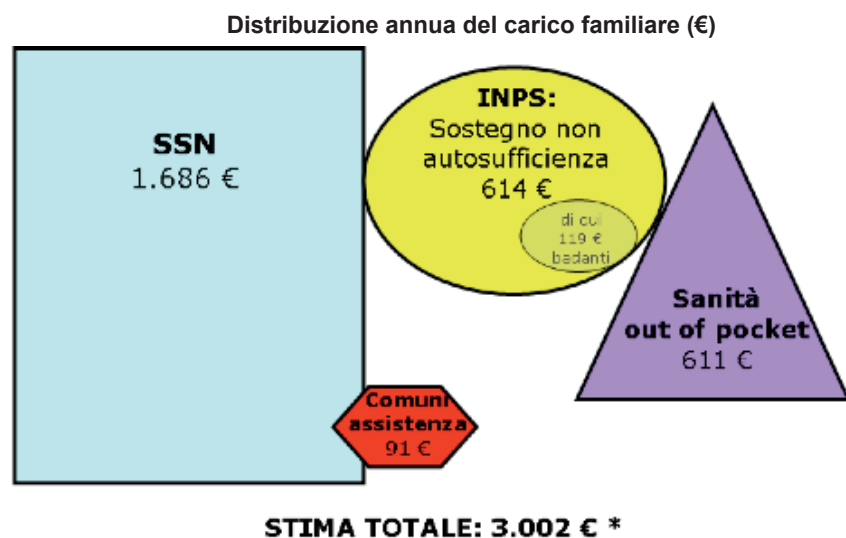 Distribuzione annua del carico familiare (€)
SSN
1.686 €
INPS:
Sostegno non
autosufficienza
614 €
di cui
119 €
badanti
Sanità
out of pocket
611 €
Comuni
assistenza
91 €
STIMA TOTALE: 3.002 € *